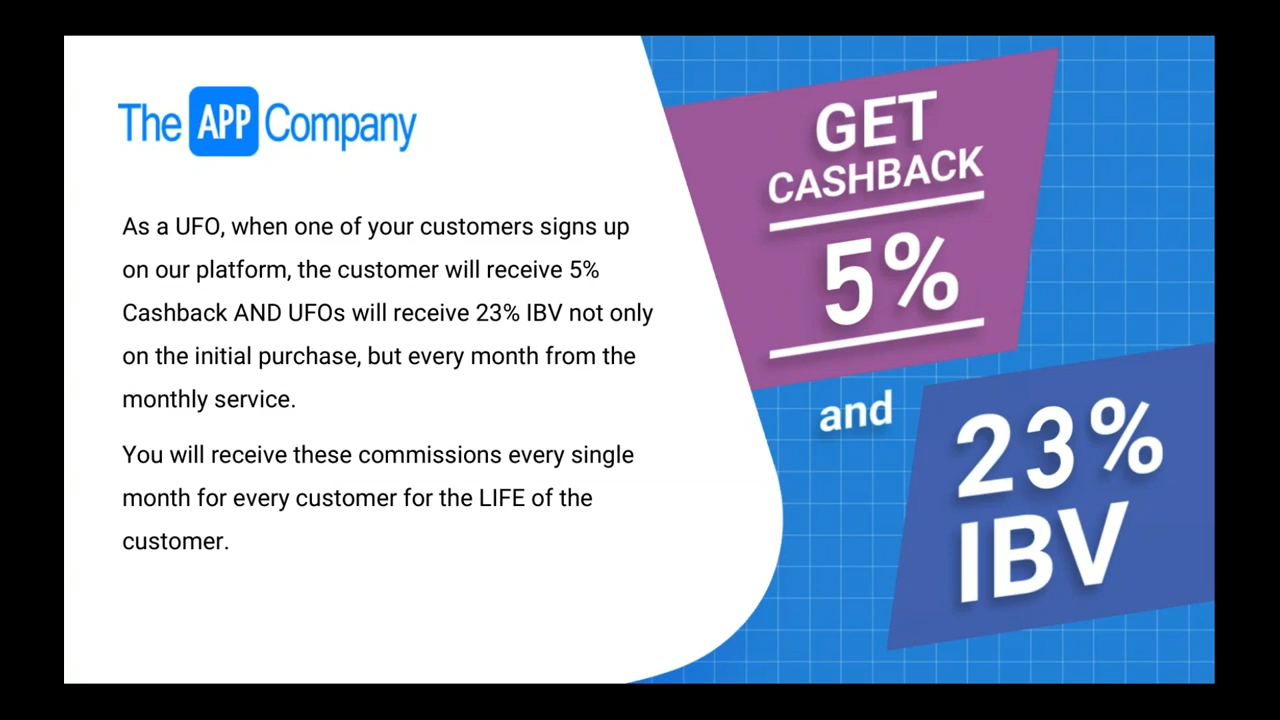 The APP Company
As a UFO, when one of your customers signs up
on our platform, the customer will receive 5%
Cashback AND UFOs will receive 23% IBV not only
on the initial purchase, but every month from the
monthly service.
You will receive these commissions every single
month for every customer for the LIFE of the
customer.
GET
CASHBACK
5%
and
23%
IBV